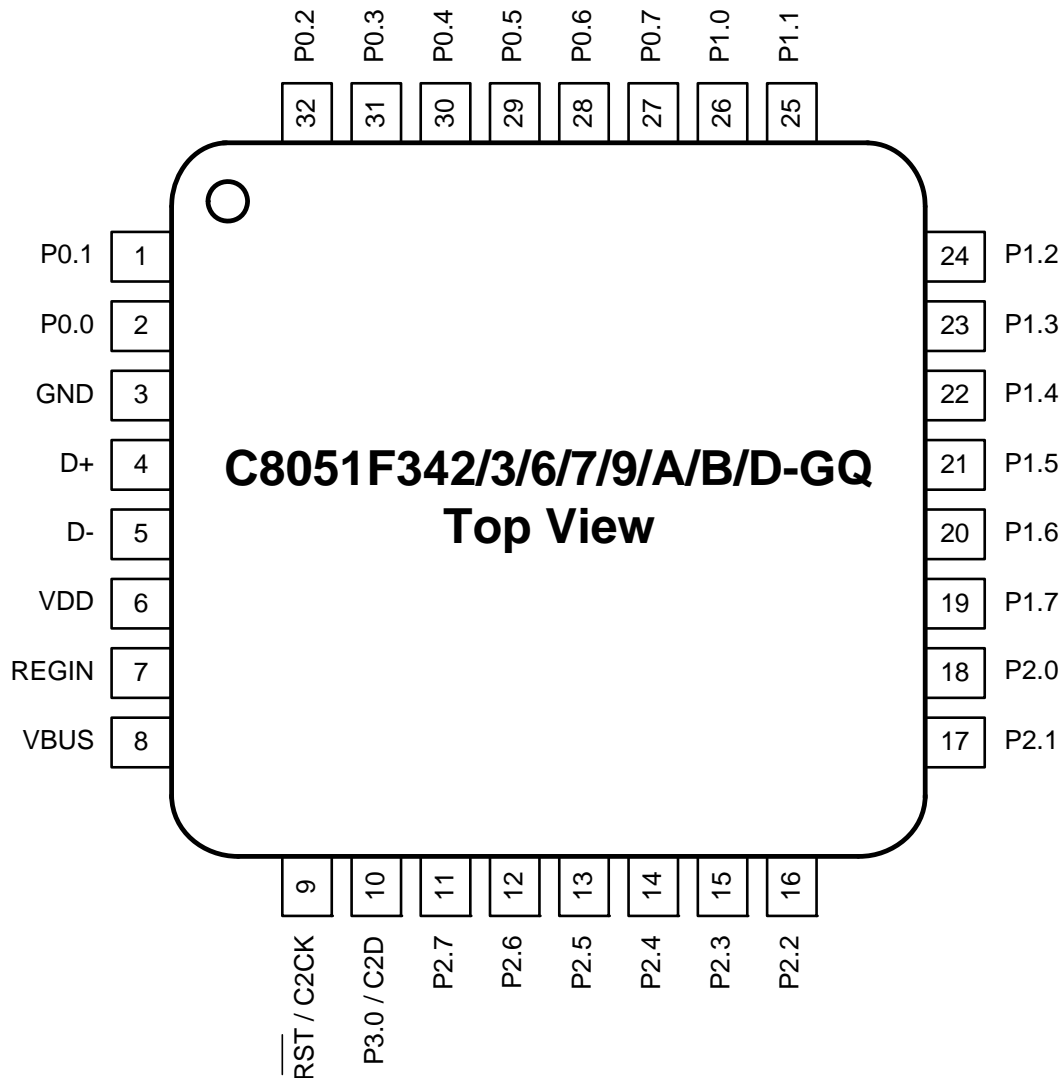 P0.2
P0.3
P0.4
P0.5
P0.6
P0.7
P1.0
P1.1
32
31
30
29
28
27
26
25
P0.1 1
P0.0 2
GND 3
D+ 4
D- 5
VDD 6
REGIN 7
VBUS 8
C8051F342/3/6/7/9/A/B/D-GQ
Top View
24 P1.2
23 P1.3
22 P1.4
21 P1.5
20 P1.6
19 P1.7
18 P2.0
17 P2.1
9
10
11
12
13
14
15
16
RST / C2CK
P3.0 / C2D
P2.7
P2.6
P2.5
P2.4
P2.3
P2.2